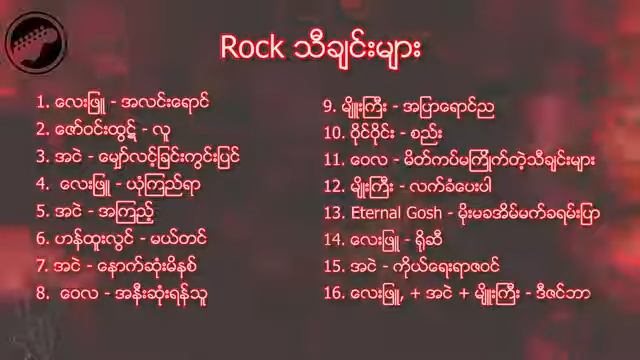 Rock သီချင်းများ
1. လေးဖြူ - အလင်းရောင်
2. ဇော်ဝင်းထွဋ် - လူ
3. အငဲ - မျှော်လင့်ခြင်းကွင်းပြင်
4. လေးဖြူ - ယုံကြည်ရာ
5. အငဲ - အကြည့်
6. ဟန်ထူးလွင် - မယ်တင်
7. အငဲ - နောက်ဆုံးမိနစ်
8. ဝေလ - အနီးဆုံးရန်သူ
9. မျိုးကြီး - အပြာရောင်ည
10. ဝိုင်ဝိုင်း - စည်း
11. ဝေလ - မိတ်ကပ်မကြိုက်တဲ့သီချင်းများ
12. မျိုးကြီး - လက်ခံပေးပါ
13. Eternal Gosh - မိုးမခအိမ်မက်ခရမ်းပြာ
14. လေးဖြူ - ရိုဆီ
15. အငဲ - ကိုယ်ရေးရာဇဝင်
16. လေးဖြူ, + အငဲ + မျိုးကြီး - ဒီဇင်ဘာ